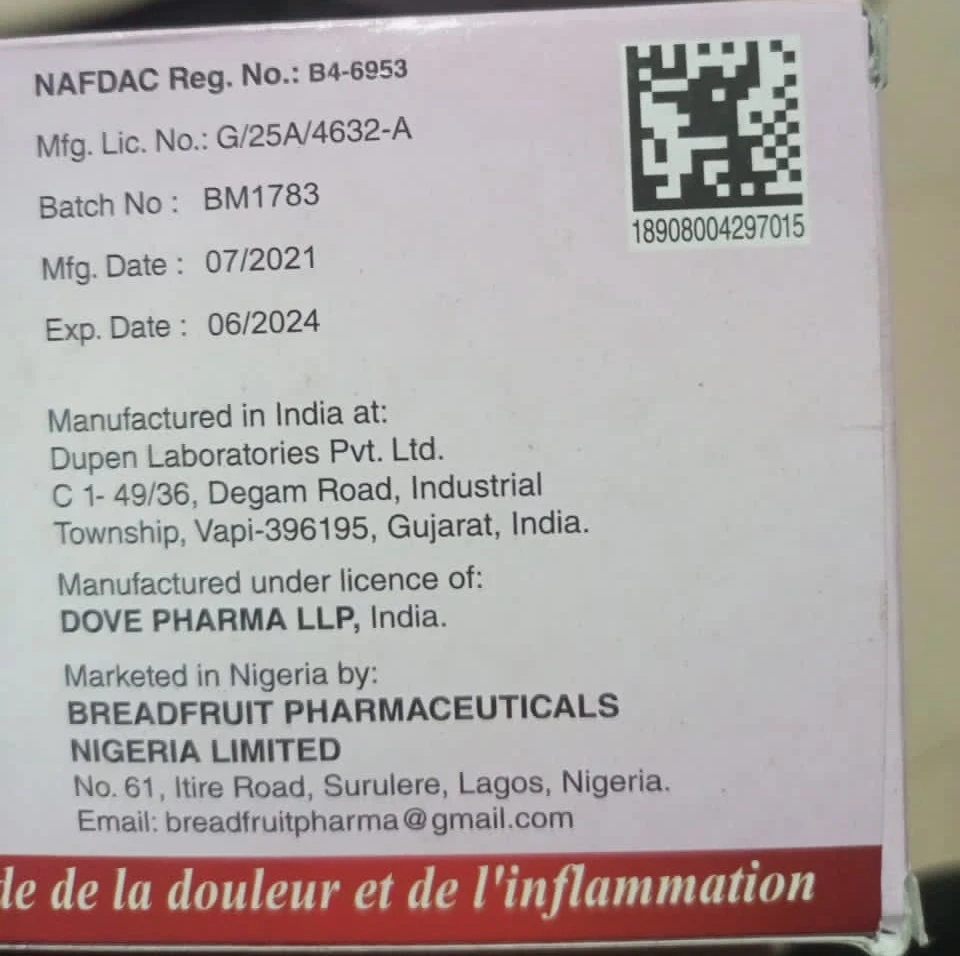 NAFDAC Reg. No.: B4-6953
Mfg. Lic. No.: G/25A/4632-A
Batch No : BM1783
Mfg. Date : 07/2021
Exp. Date : 06/2024
18908004297015
Manufactured in India at:
Dupen Laboratories Pvt. Ltd.
C 1- 49/36, Degam Road, Industrial
Township, Vapi-396195, Gujarat, India.
Manufactured under licence of:
DOVE PHARMA LLP, India.
Marketed in Nigeria by:
BREADFRUIT PHARMACEUTICALS
NIGERIA LIMITED
No. 61, Itire Road, Surulere, Lagos, Nigeria.
Email: breadfruitpharma@gmail.com
de la douleur et de l'inflammation